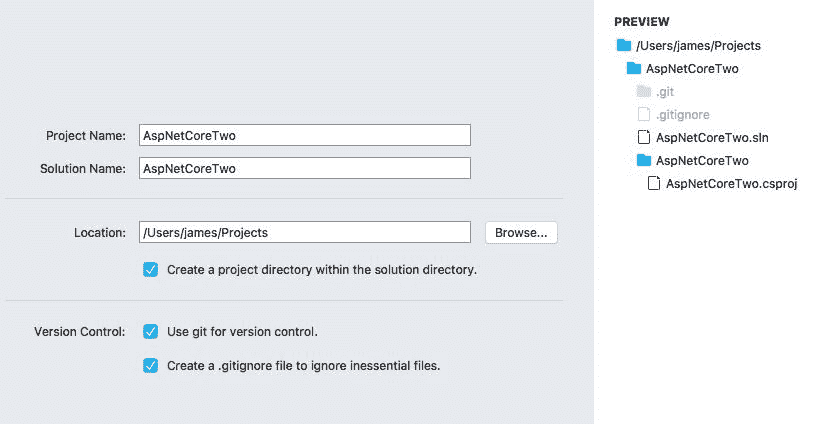 Project Name: AspNetCoreTwo
Solution Name: AspNetCoreTwo
Location: /Users/james/Projects Browse...
Create a project directory within the solution directory.
Version Control: Use git for version control.
Create a .gitignore file to ignore inessential files.
PREVIEW
/Users/james/Projects
AspNetCoreTwo
.git
.gitignore
AspNetCoreTwo.sln
AspNetCoreTwo
AspNetCoreTwo.csproj